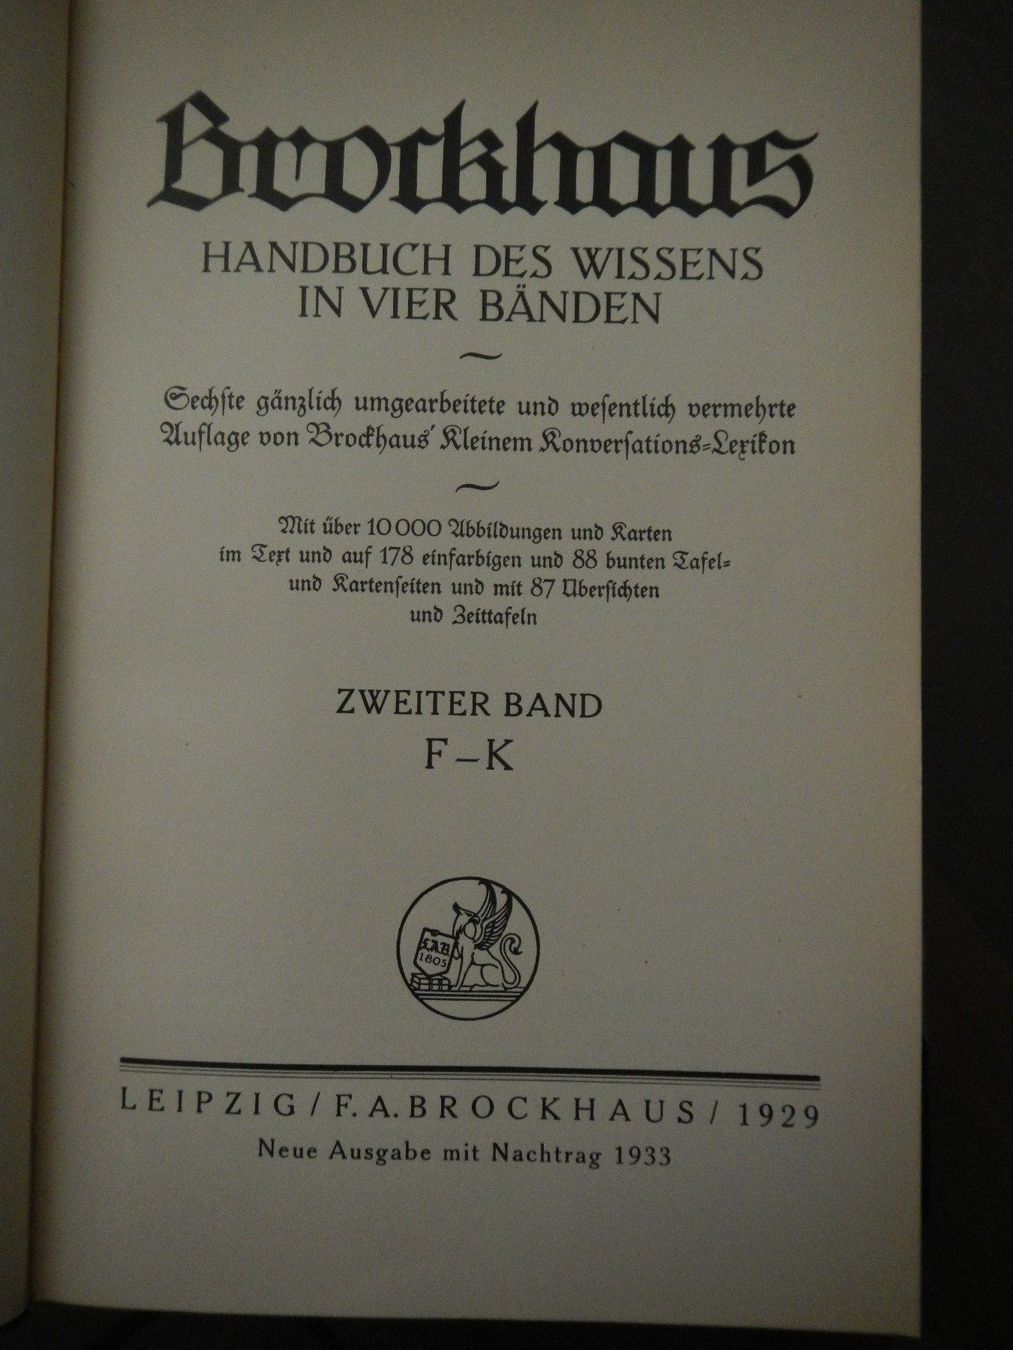 Brockhaus
HANDBUCH DES WISSENS
IN VIER BÄNDEN
Sechste gänzlich umgearbeitete und wesentlich vermehrte
Auflage von Brockhaus' Kleinem Konversations-Lexikon
Mit über 10000 Abbildungen und Karten
im Text und auf 178 einfarbigen und 88 bunten Tafel-
und Kartenseiten und mit 87 Übersichten
und Zeittafeln
ZWEITER BAND
F–K
F.A.B
1805
LEIPZIG / F. A. BROCKHAUS / 1929
Neue Ausgabe mit Nachtrag 1933